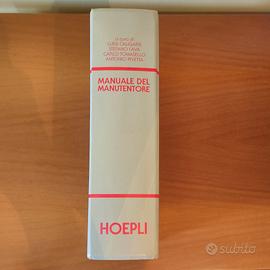 a cura di
LUIGI CALIGARIS
STEFANO FAVA
CARLO TOMASELLO
ANTONIO PIVETTA
MANUALE DEL
MANUTENTORE
HOEPLI
subito